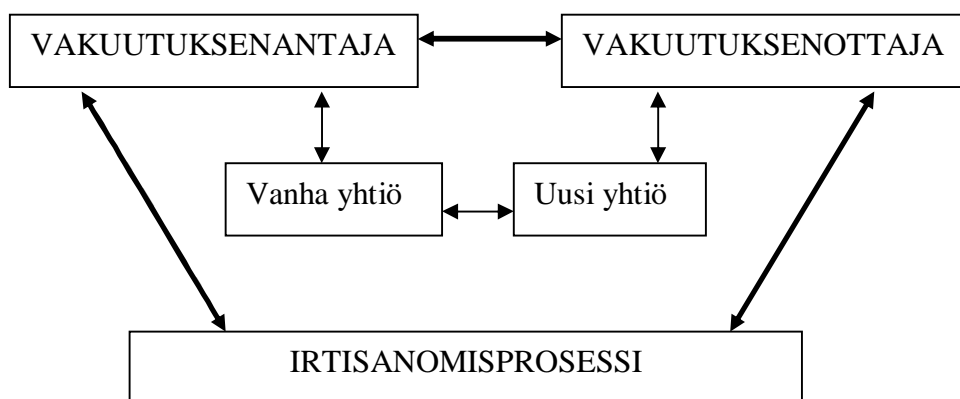 VAKUUTUKSENANTAJA
VAKUUTUKSENOTTAJA
Vanha yhtiö
Uusi yhtiö
IRTISANOMISPROSESSI